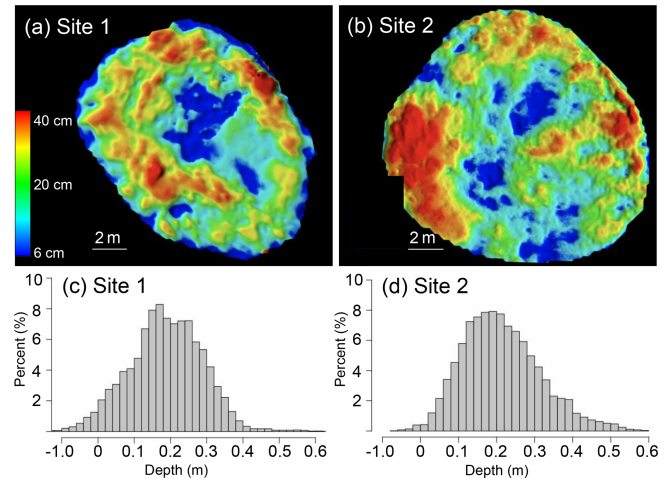 (a) Site 1
(b) Site 2
40 cm
20 cm
6 cm
2 m
2 m
(c) Site 1
(d) Site 2
Percent (%)
10
8
6
4
2
-1.0 0 0.1 0.2 0.3 0.4 0.5 0.6
Depth (m)
Percent (%)
10
8
6
4
2
-1.0 0 0.1 0.2 0.3 0.4 0.5 0.6
Depth (m)